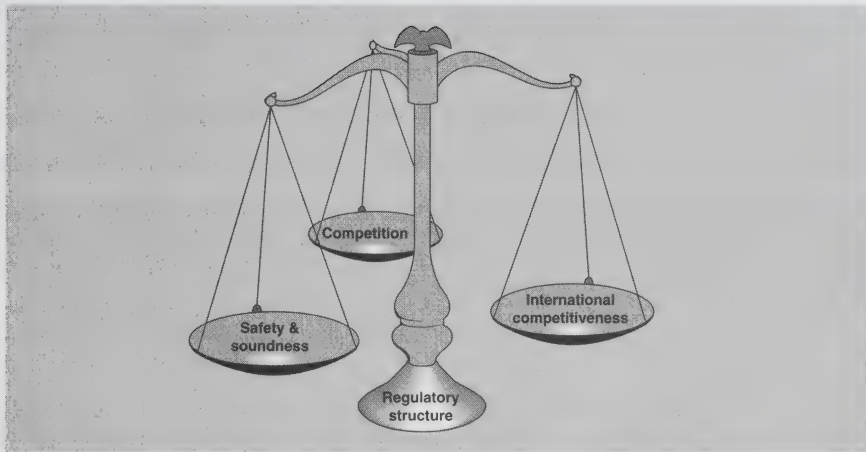 Competition
Safety &
soundness
International
competitiveness
Regulatory
structure